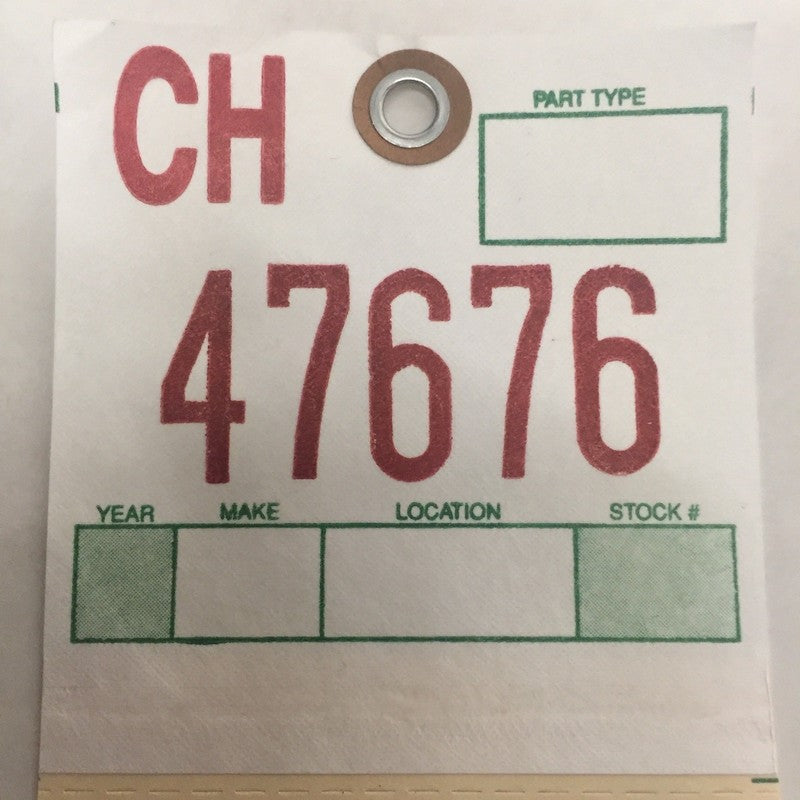 CH
PART TYPE
47676
YEAR MAKE LOCATION STOCK #